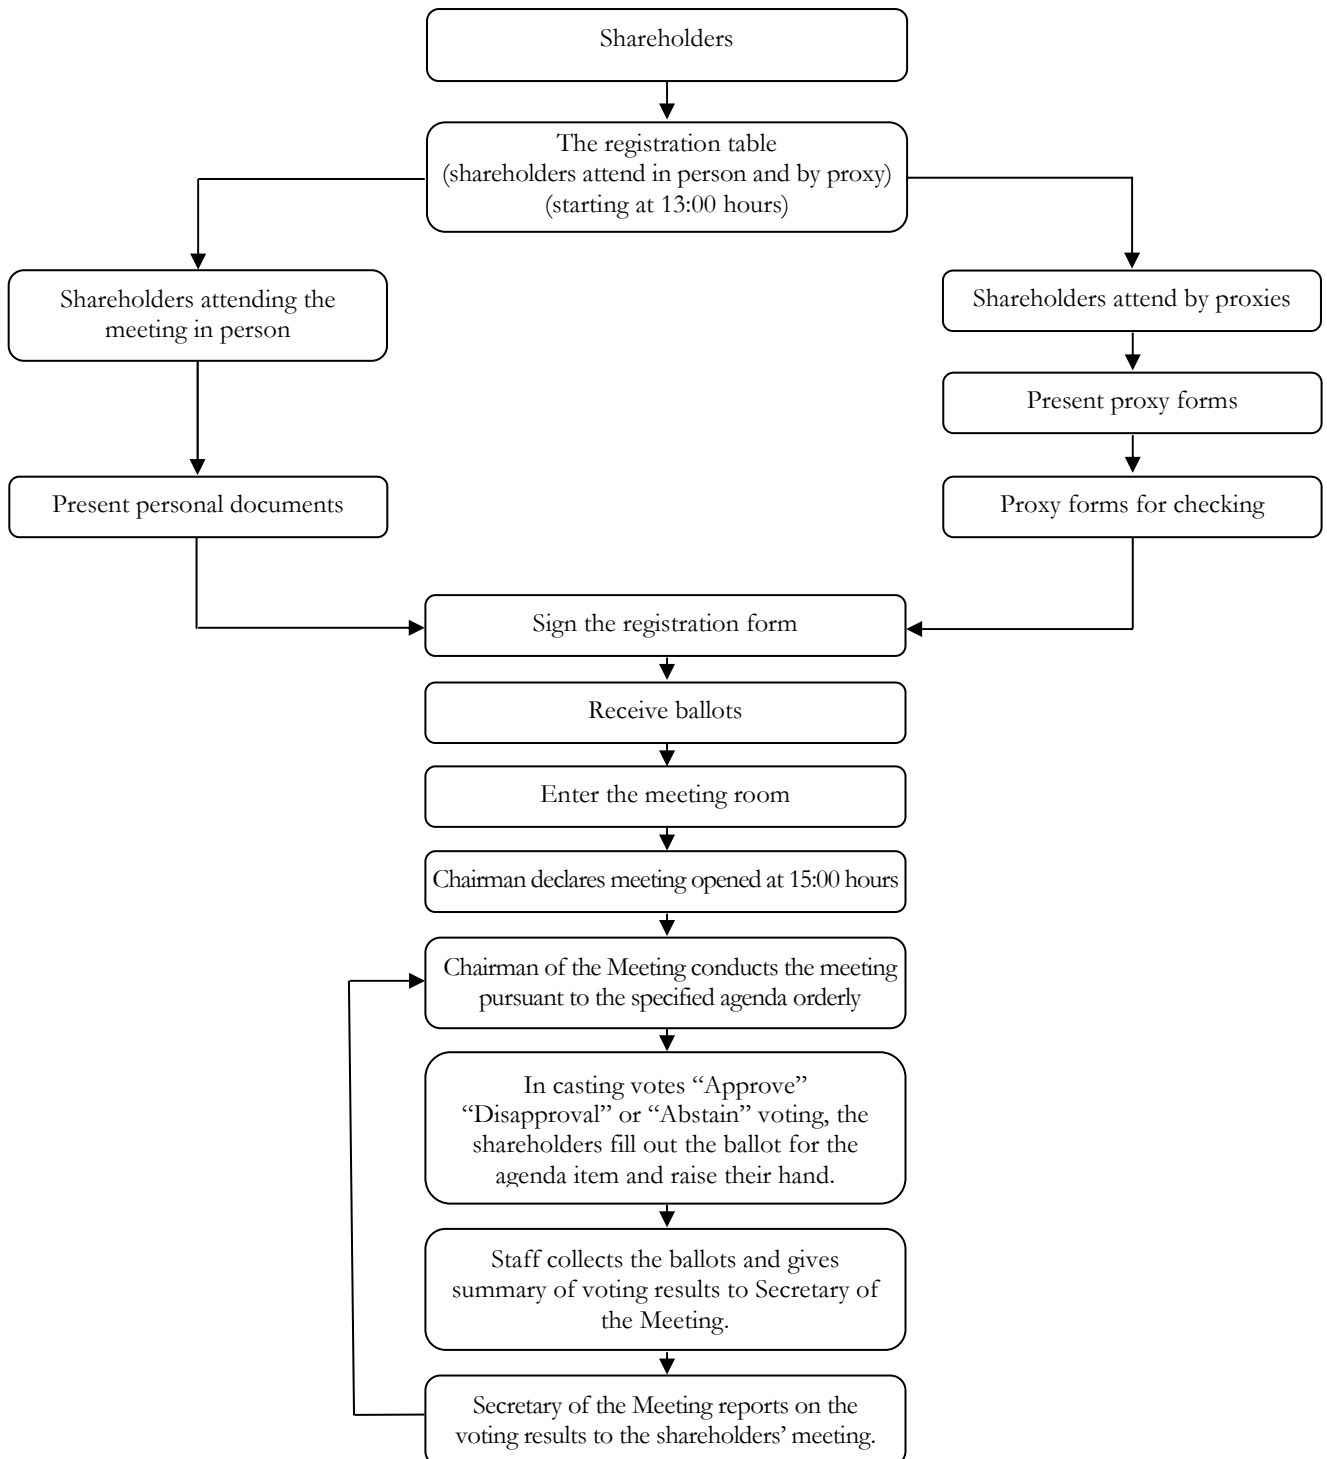 Shareholders
The registration table
(shareholders attend in person and by proxy)
(starting at 13:00 hours)
Shareholders attending the
meeting in person
Shareholders attend by proxies
Present proxy forms
Present personal documents
Proxy forms for checking
Sign the registration form
Receive ballots
Enter the meeting room
Chairman declares meeting opened at 15:00 hours
Chairman of the Meeting conducts the meeting
pursuant to the specified agenda orderly
In casting votes “Approve”
“Disapproval” or “Abstain” voting, the
shareholders fill out the ballot for the
agenda item and raise their hand.
Staff collects the ballots and gives
summary of voting results to Secretary of
the Meeting.
Secretary of the Meeting reports on the
voting results to the shareholders’ meeting.